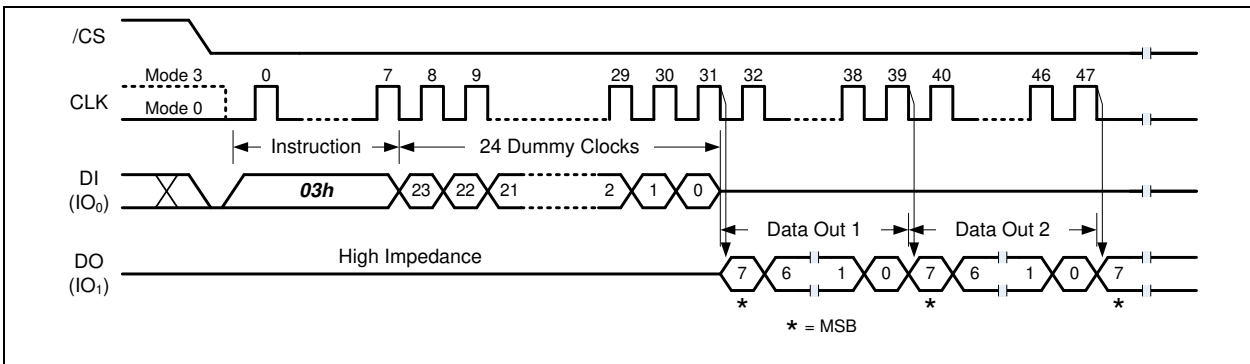 /CS
Mode 3 0 7 8 9 29 30 31 32 38 39 40 46 47
CLK
Mode 0
Instruction 24 Dummy Clocks
DI
(IO0)
03h 23 22 21 2 1 0
Data Out 1 Data Out 2
High Impedance
DO
(IO1)
7 6 1 0 7 6 1 0 7
* * *
* = MSB